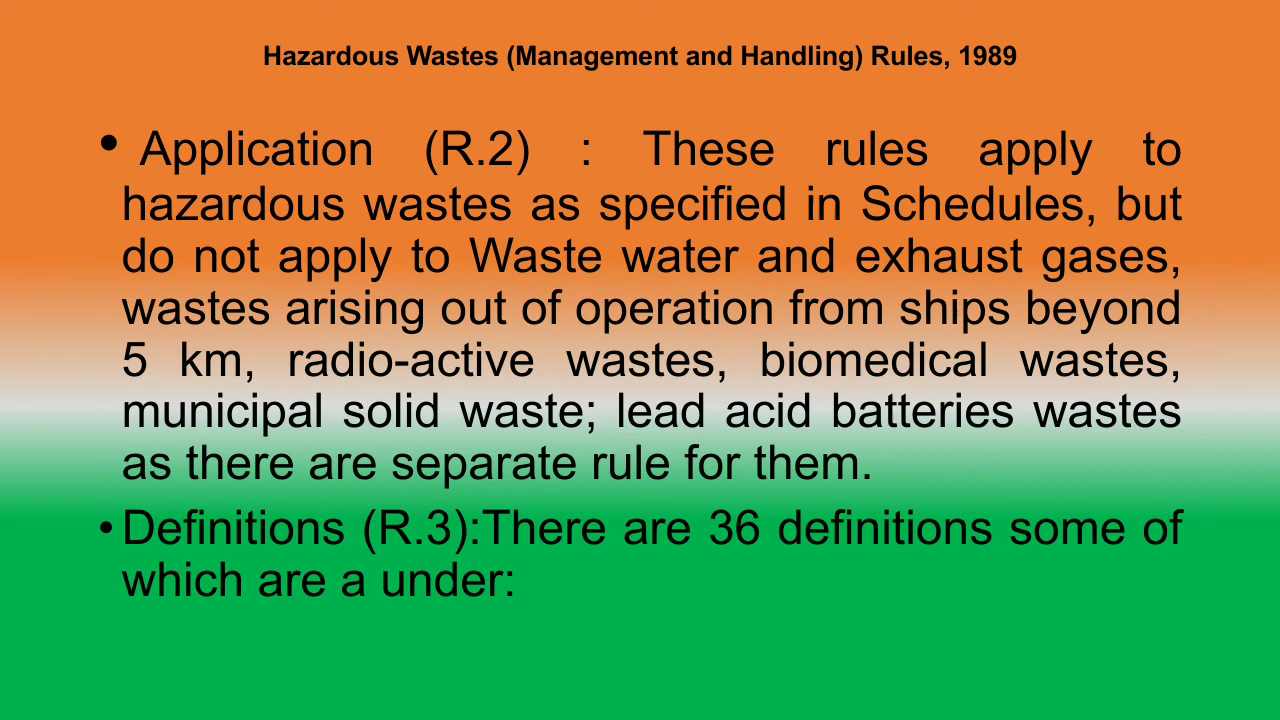 Hazardous Wastes (Management and Handling) Rules, 1989
• Application (R.2) : These rules apply to
hazardous wastes as specified in Schedules, but
do not apply to Waste water and exhaust gases,
wastes arising out of operation from ships beyond
5 km, radio-active wastes, biomedical wastes,
municipal solid waste; lead acid batteries wastes
as there are separate rule for them.
• Definitions (R.3):There are 36 definitions some of
which are a under: